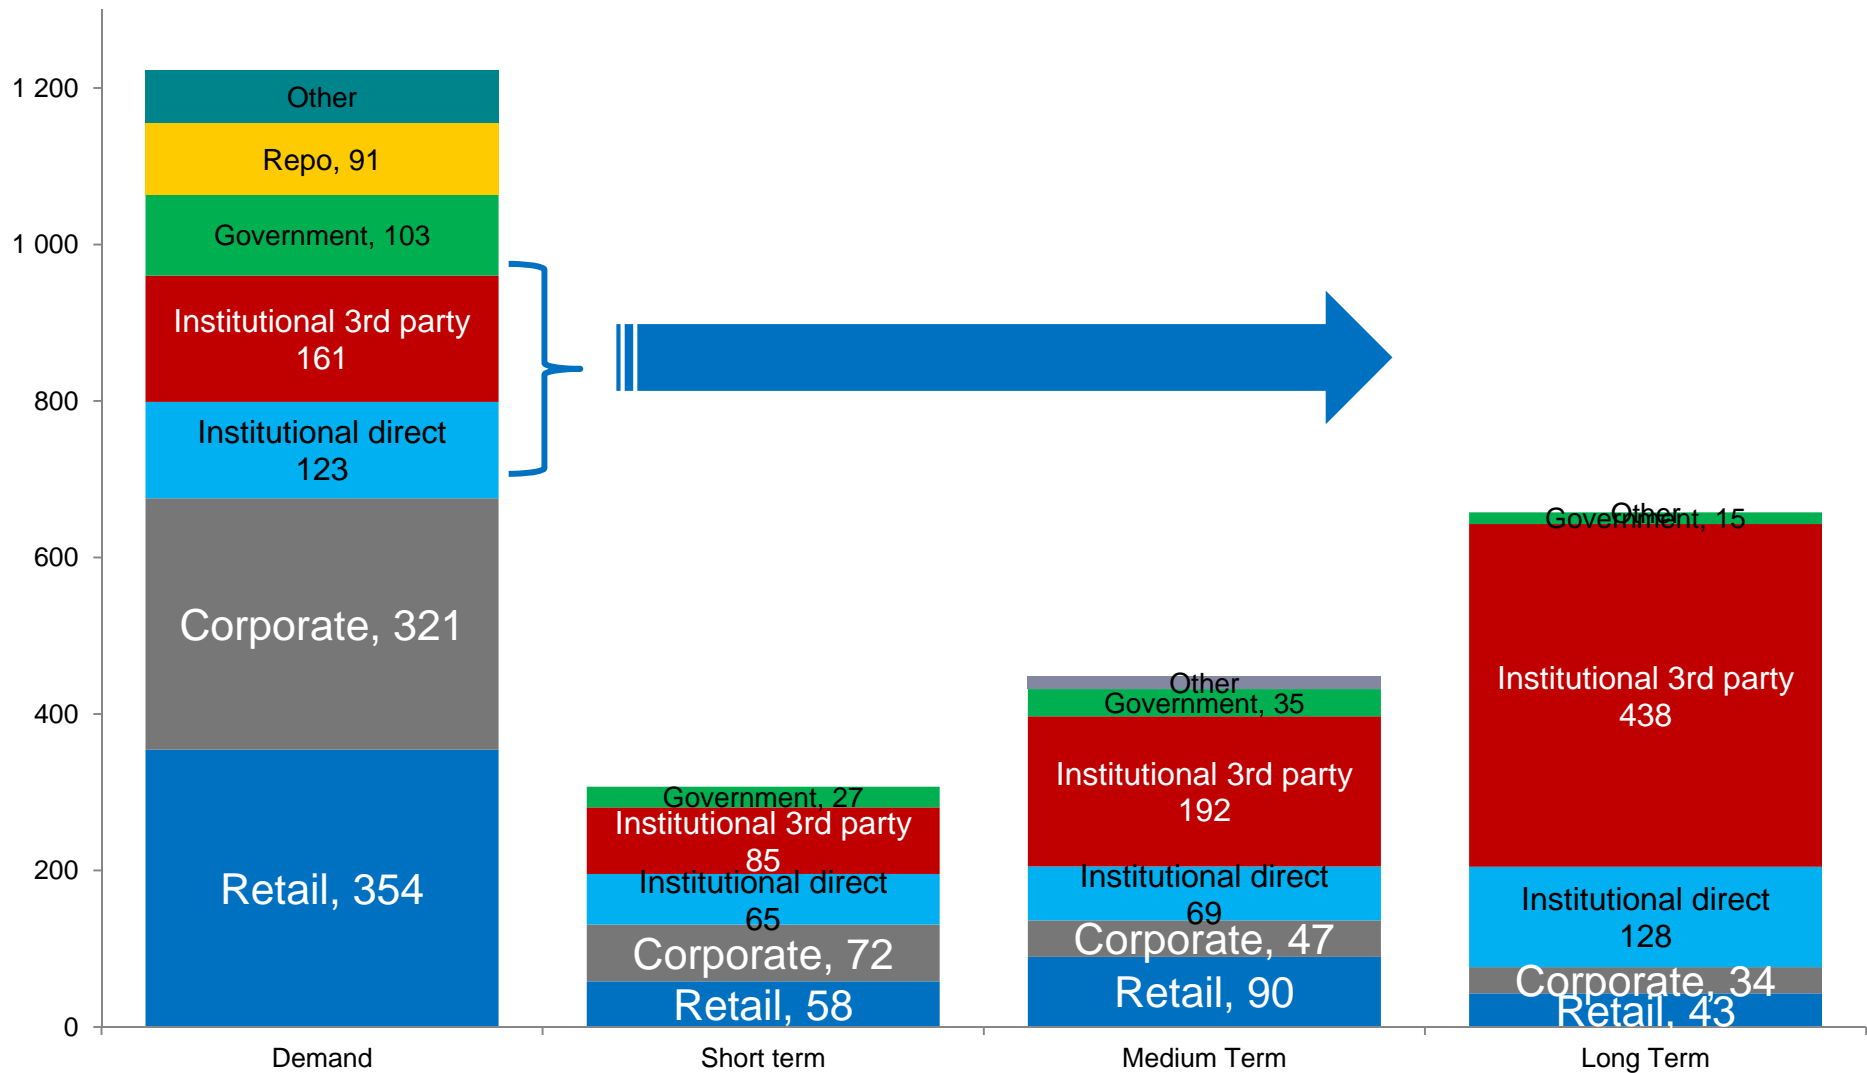 1 200
1 000
800
600
400
200
0
Other
Repo, 91
Government, 103
Institutional 3rd party
161
Institutional direct
123
Corporate, 321
Retail, 354
Government, 27
Institutional 3rd party
85
Institutional direct
65
Corporate, 72
Retail, 58
Other
Government, 35
Institutional 3rd party
192
Institutional direct
69
Corporate, 47
Retail, 90
Other
Government, 15
Institutional 3rd party
438
Institutional direct
128
Corporate, 34
Retail, 43
Demand
Short term
Medium Term
Long Term